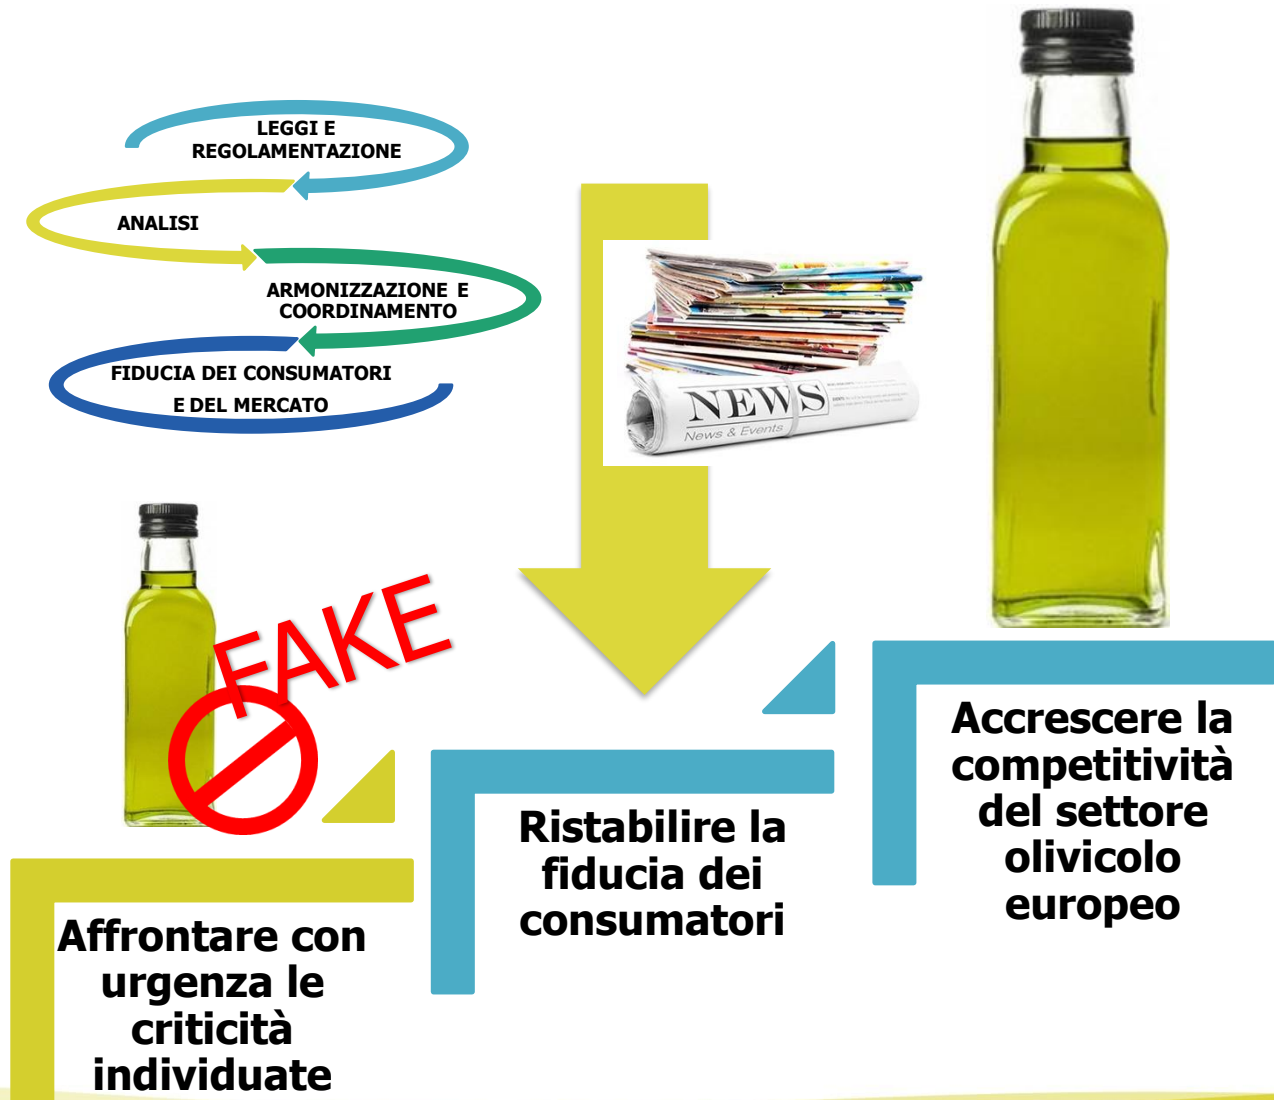 LEGGI E
REGOLAMENTAZIONE
ANALISI
ARMONIZZAZIONE E
COORDINAMENTO
FIDUCIA DEI CONSUMATORI
E DEL MERCATO
NEWS
News & Events
FAKE
Affrontare con
urgenza le
criticità
individuate
Ristabilire la
fiducia dei
consumatori
Accrescere la
competitività
del settore
olivicolo
europeo